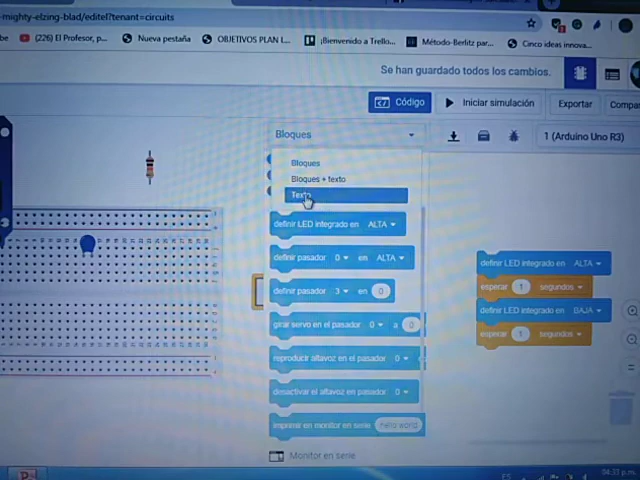 -mighty-elzing-blad/editel?tenant=circuits
be
(226) El Profesor, p...
Nueva pestaña
OBJETIVOS PLAN I...
¡Bienvenido a Trello...
Método-Berlitz par...
Cinco ideas innova...
Se han guardado todos los cambios.
Código
Iniciar simulación
Exportar
Compar
Bloques
1 (Arduino Uno R3)
Bloques
Bloques + texto
Texto
definir LED integrado en ALTA
definir pasador 0 en ALTA
definir pasador 3 en 0
girar servo en el pasador 0 a 0
reproducir altavoz en el pasador 0
desactivar el altavoz en pasador 0
imprimir en monitor en serie hello world
Monitor en serie
definir LED integrado en ALTA
esperar 1 segundos
definir LED integrado en BAJA
esperar 1 segundos
ES
04:33 p.m.